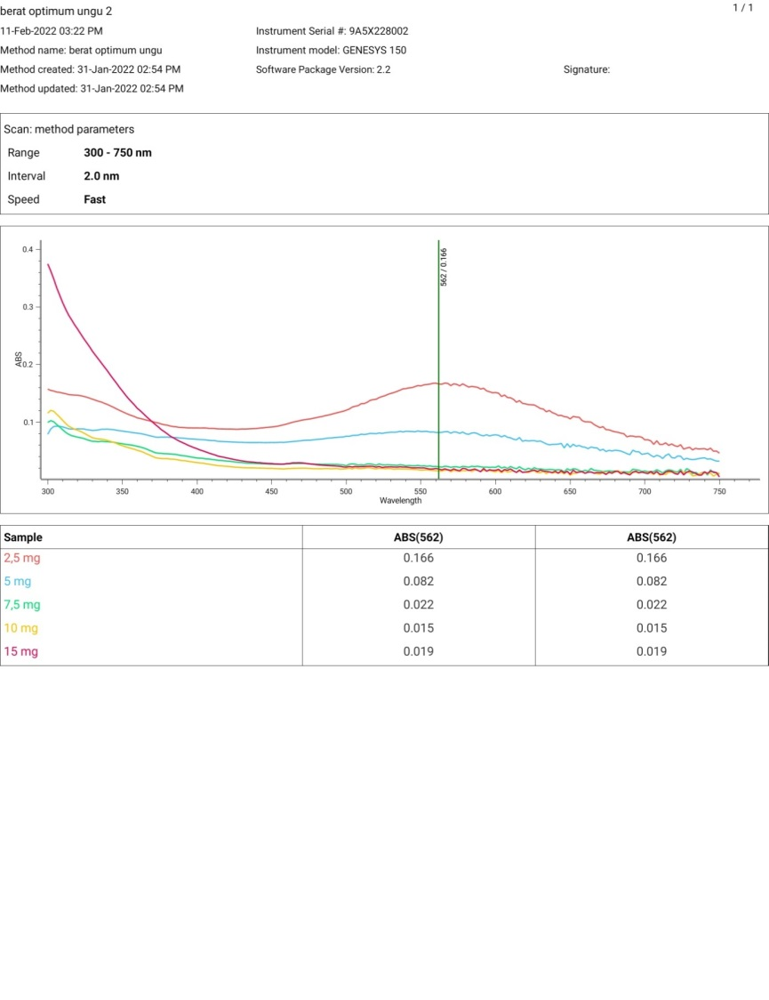 berat optimum ungu 2
1 / 1
11-Feb-2022 03:22 PM Instrument Serial #: 9A5X228002
Method name: berat optimum ungu Instrument model: GENESYS 150
Method created: 31-Jan-2022 02:54 PM Software Package Version: 2.2 Signature:
Method updated: 31-Jan-2022 02:54 PM
Scan: method parameters
Range 300 - 750 nm
Interval 2.0 nm
Speed Fast
0.4
0.3
0.2
0.1
ABS
562 / 0.166
300 350 400 450 500 550 600 650 700 750
Wavelength
Sample ABS(562) ABS(562)
2,5 mg 0.166 0.166
5 mg 0.082 0.082
7,5 mg 0.022 0.022
10 mg 0.015 0.015
15 mg 0.019 0.019